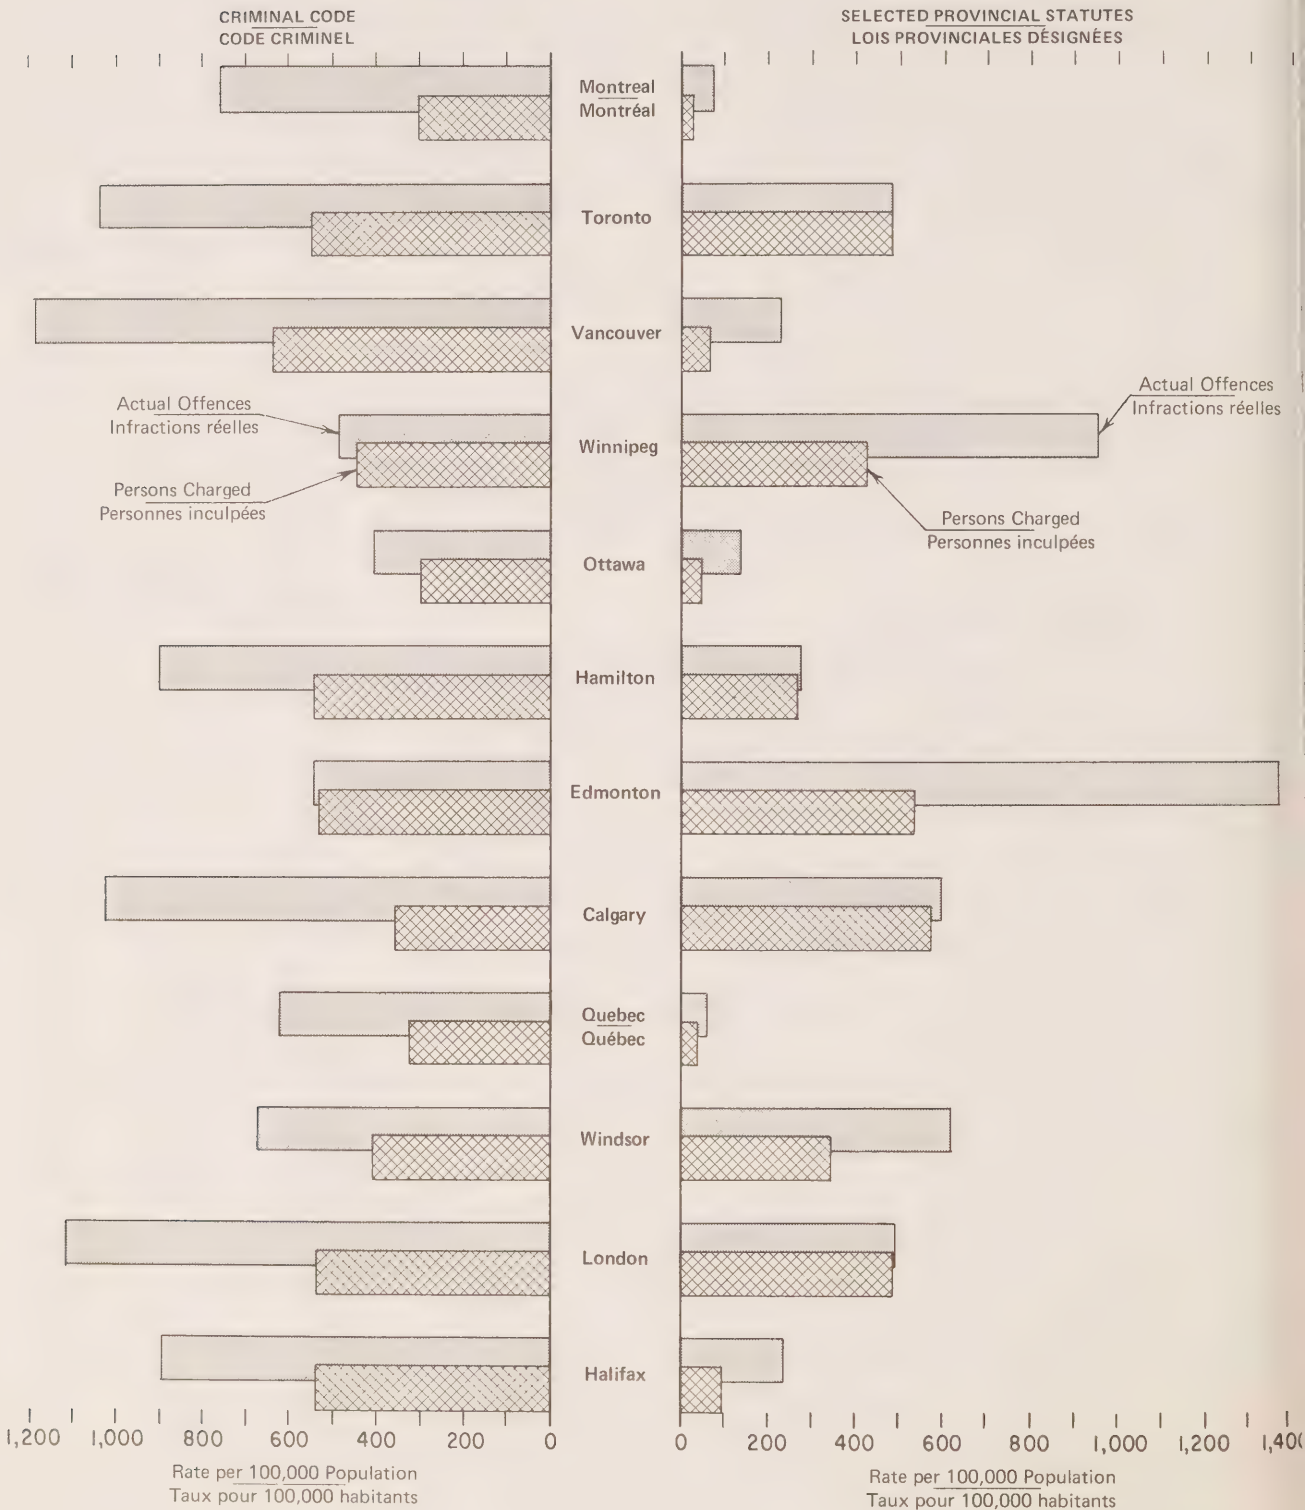 CRIMINAL CODE
CODE CRIMINEL
SELECTED PROVINCIAL STATUTES
LOIS PROVINCIALES DÉSIGNÉES
Montreal
Montréal
Toronto
Vancouver
Actual Offences
Infractions réelles
Persons Charged
Personnes inculpées
Winnipeg
Actual Offences
Infractions réelles
Persons Charged
Personnes inculpées
Ottawa
Hamilton
Edmonton
Calgary
Quebec
Québec
Windsor
London
Halifax
1,200 1,000 800 600 400 200 0
0 200 400 600 800 1,000 1,200 1,400
Rate per 100,000 Population
Taux pour 100,000 habitants
Rate per 100,000 Population
Taux pour 100,000 habitants